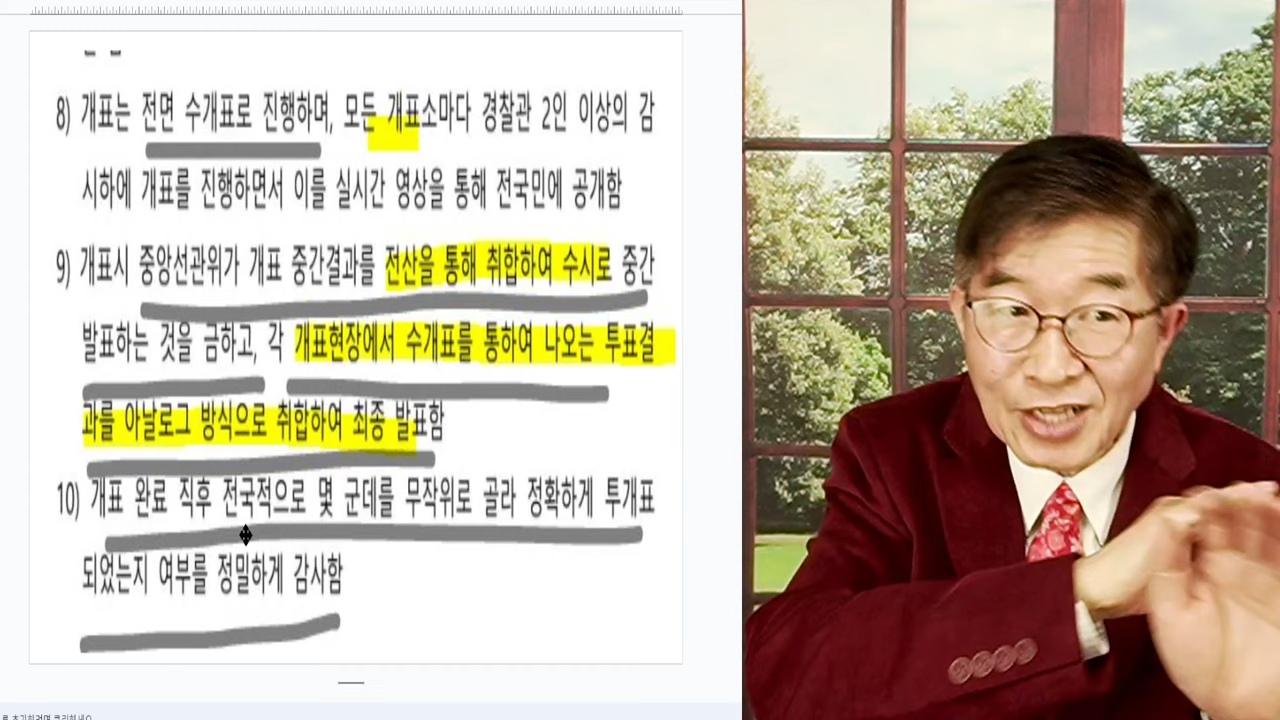 8) 개표는 전면 수개표로 진행하며, 모든 개표소마다 경찰관 2인 이상의 감
시하에 개표를 진행하면서 이를 실시간 영상을 통해 전국민에 공개함
9) 개표시 중앙선관위가 개표 중간결과를 전산을 통해 취합하여 수시로 중간
발표하는 것을 금하고, 각 개표현장에서 수개표를 통하여 나오는 투표결
과를 아날로그 방식으로 취합하여 최종 발표함
10) 개표 완료 직후 전국적으로 몇 군데를 무작위로 골라 정확하게 투개표
되었는지 여부를 정밀하게 감사함